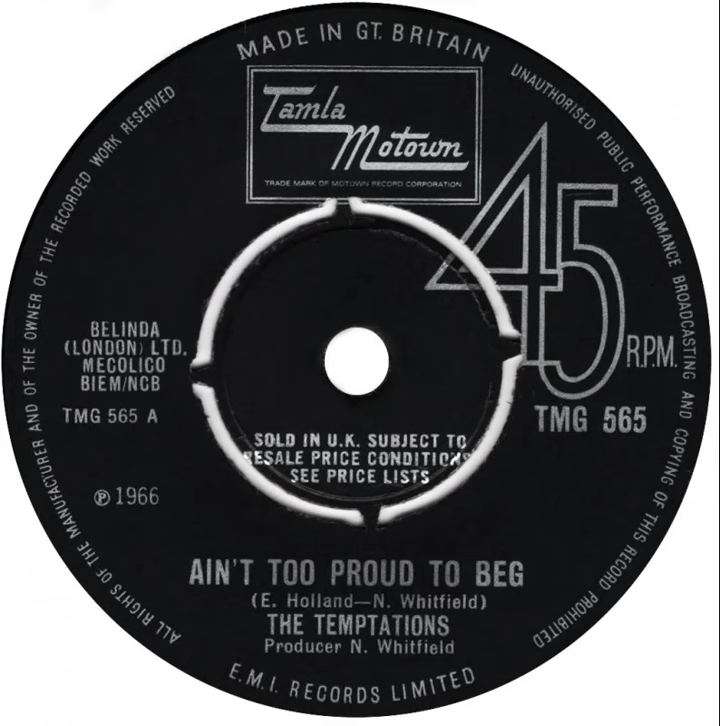 MADE IN GT. BRITAIN
UNAUTHORISED PUBLIC PERFORMANCE BROADCASTING AND COPYING OF THIS RECORD PROHIBITED
ALL RIGHTS OF THE MANUFACTURER AND OF THE OWNER OF THE RECORDED WORK RESERVED
Tamla
Motown
TRADE MARK OF MOTOWN RECORD CORPORATION
45
R.P.M.
BELINDA
(LONDON) LTD.
MECOLICO
BIEM/NCB
TMG 565 A
TMG 565
SOLD IN U.K. SUBJECT TO
RESALE PRICE CONDITIONS
SEE PRICE LISTS
℗ 1966
AIN'T TOO PROUD TO BEG
(E. Holland—N. Whitfield)
THE TEMPTATIONS
Producer N. Whitfield
E.M.I. RECORDS LIMITED